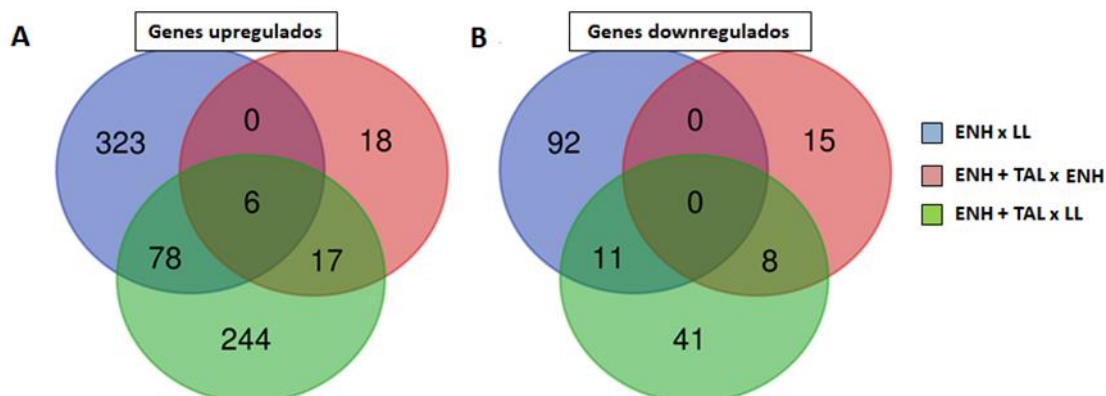 A
Genes upregulados
323
0
18
6
78
17
244
B
Genes downregulados
92
0
15
0
11
8
41
ENH x LL
ENH + TAL x ENH
ENH + TAL x LL